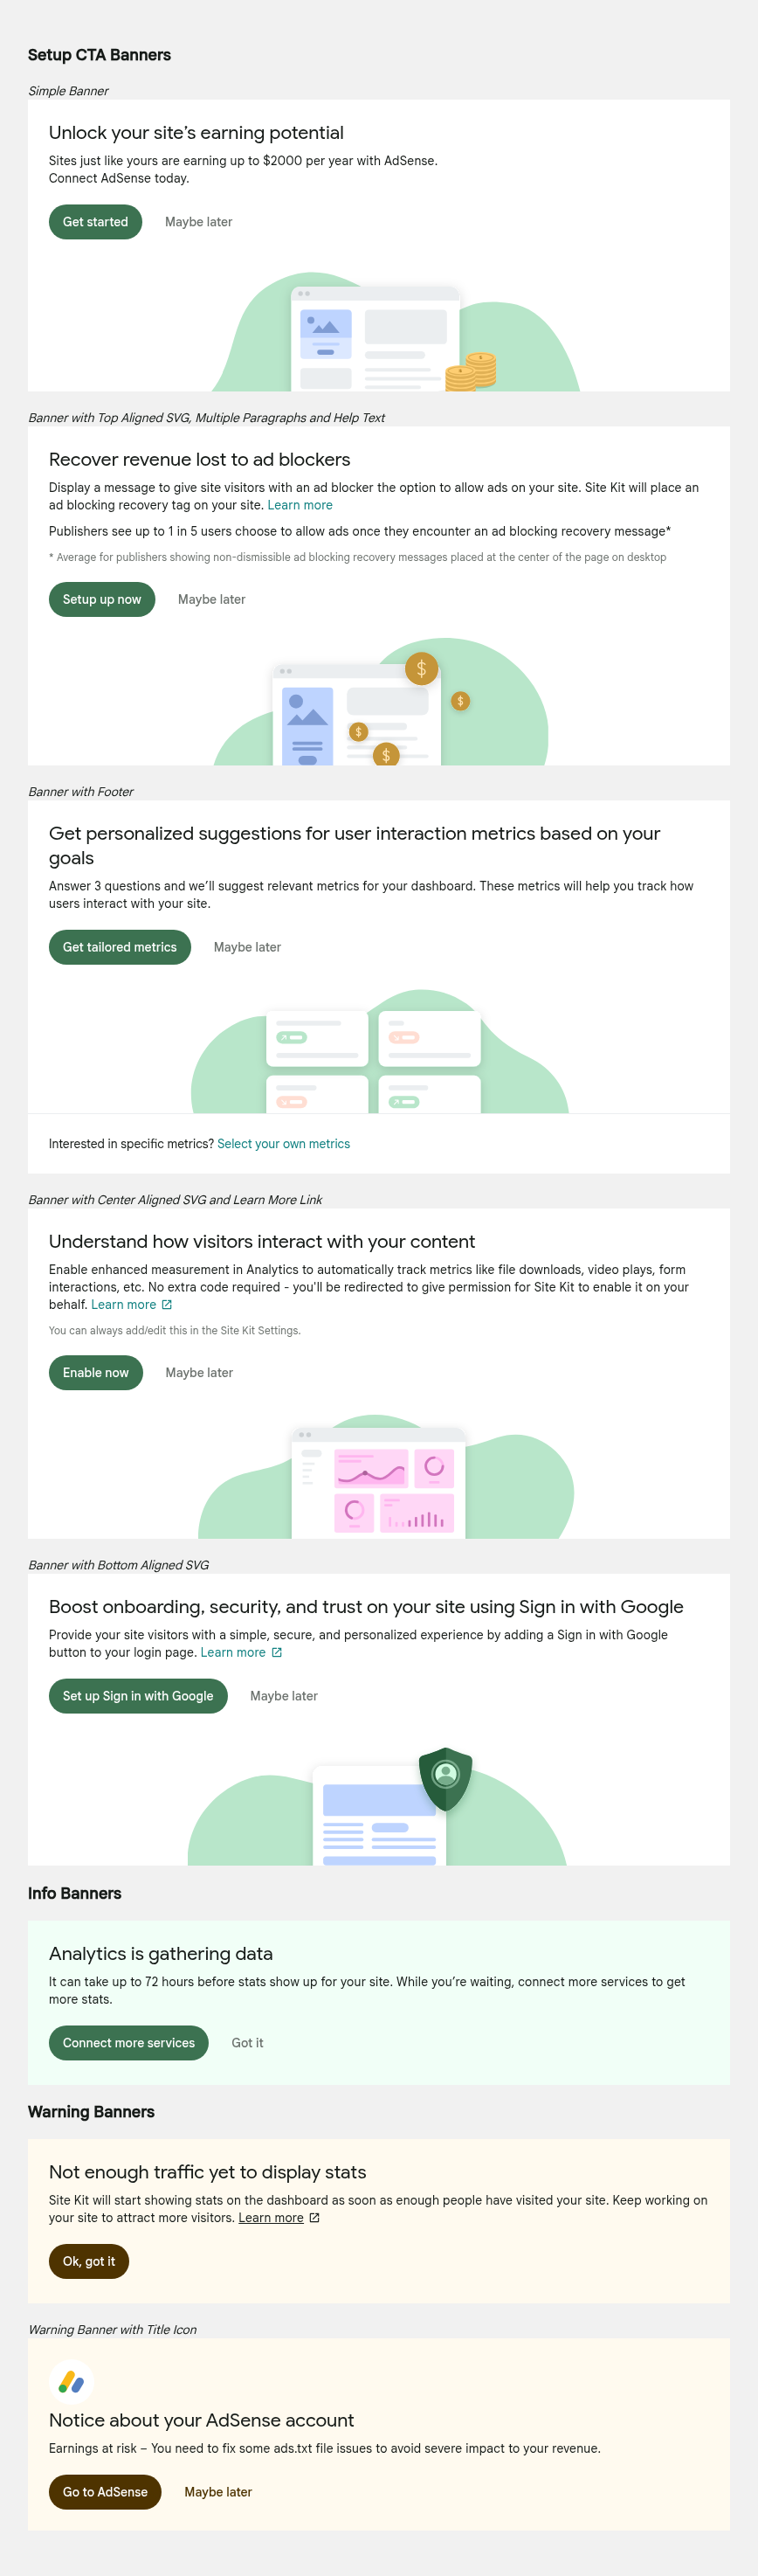 Setup CTA Banners
Simple Banner
Unlock your site’s earning potential
Sites just like yours are earning up to $2000 per year with AdSense.
Connect AdSense today.
Get started Maybe later
$ $
Banner with Top Aligned SVG, Multiple Paragraphs and Help Text
Recover revenue lost to ad blockers
Display a message to give site visitors with an ad blocker the option to allow ads on your site. Site Kit will place an
ad blocking recovery tag on your site. Learn more
Publishers see up to 1 in 5 users choose to allow ads once they encounter an ad blocking recovery message*
* Average for publishers showing non-dismissible ad blocking recovery messages placed at the center of the page on desktop
Setup up now Maybe later
$
$
$
$
Banner with Footer
Get personalized suggestions for user interaction metrics based on your
goals
Answer 3 questions and we’ll suggest relevant metrics for your dashboard. These metrics will help you track how
users interact with your site.
Get tailored metrics Maybe later
Interested in specific metrics? Select your own metrics
Banner with Center Aligned SVG and Learn More Link
Understand how visitors interact with your content
Enable enhanced measurement in Analytics to automatically track metrics like file downloads, video plays, form
interactions, etc. No extra code required - you'll be redirected to give permission for Site Kit to enable it on your
behalf. Learn more
You can always add/edit this in the Site Kit Settings.
Enable now Maybe later
Banner with Bottom Aligned SVG
Boost onboarding, security, and trust on your site using Sign in with Google
Provide your site visitors with a simple, secure, and personalized experience by adding a Sign in with Google
button to your login page. Learn more
Set up Sign in with Google Maybe later
Info Banners
Analytics is gathering data
It can take up to 72 hours before stats show up for your site. While you’re waiting, connect more services to get
more stats.
Connect more services Got it
Warning Banners
Not enough traffic yet to display stats
Site Kit will start showing stats on the dashboard as soon as enough people have visited your site. Keep working on
your site to attract more visitors. Learn more
Ok, got it
Warning Banner with Title Icon
Notice about your AdSense account
Earnings at risk – You need to fix some ads.txt file issues to avoid severe impact to your revenue.
Go to AdSense Maybe later